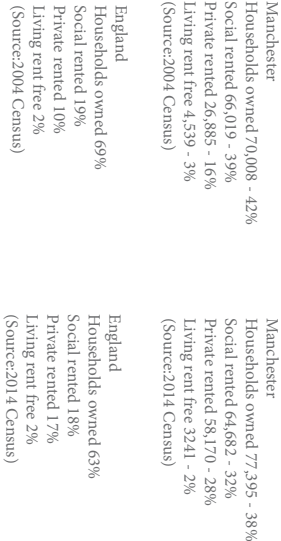 Manchester
Households owned 70,008 - 42%
Social rented 66,019 - 39%
Private rented 26,885 - 16%
Living rent free 4,539 - 3%
(Source:2004 Census)
Manchester
Households owned 77,395 - 38%
Social rented 64,682 - 32%
Private rented 58,170 - 28%
Living rent free 3241 - 2%
(Source:2014 Census)
England
Households owned 69%
Social rented 19%
Private rented 10%
Living rent free 2%
(Source:2004 Census)
England
Households owned 63%
Social rented 18%
Private rented 17%
Living rent free 2%
(Source:2014 Census)